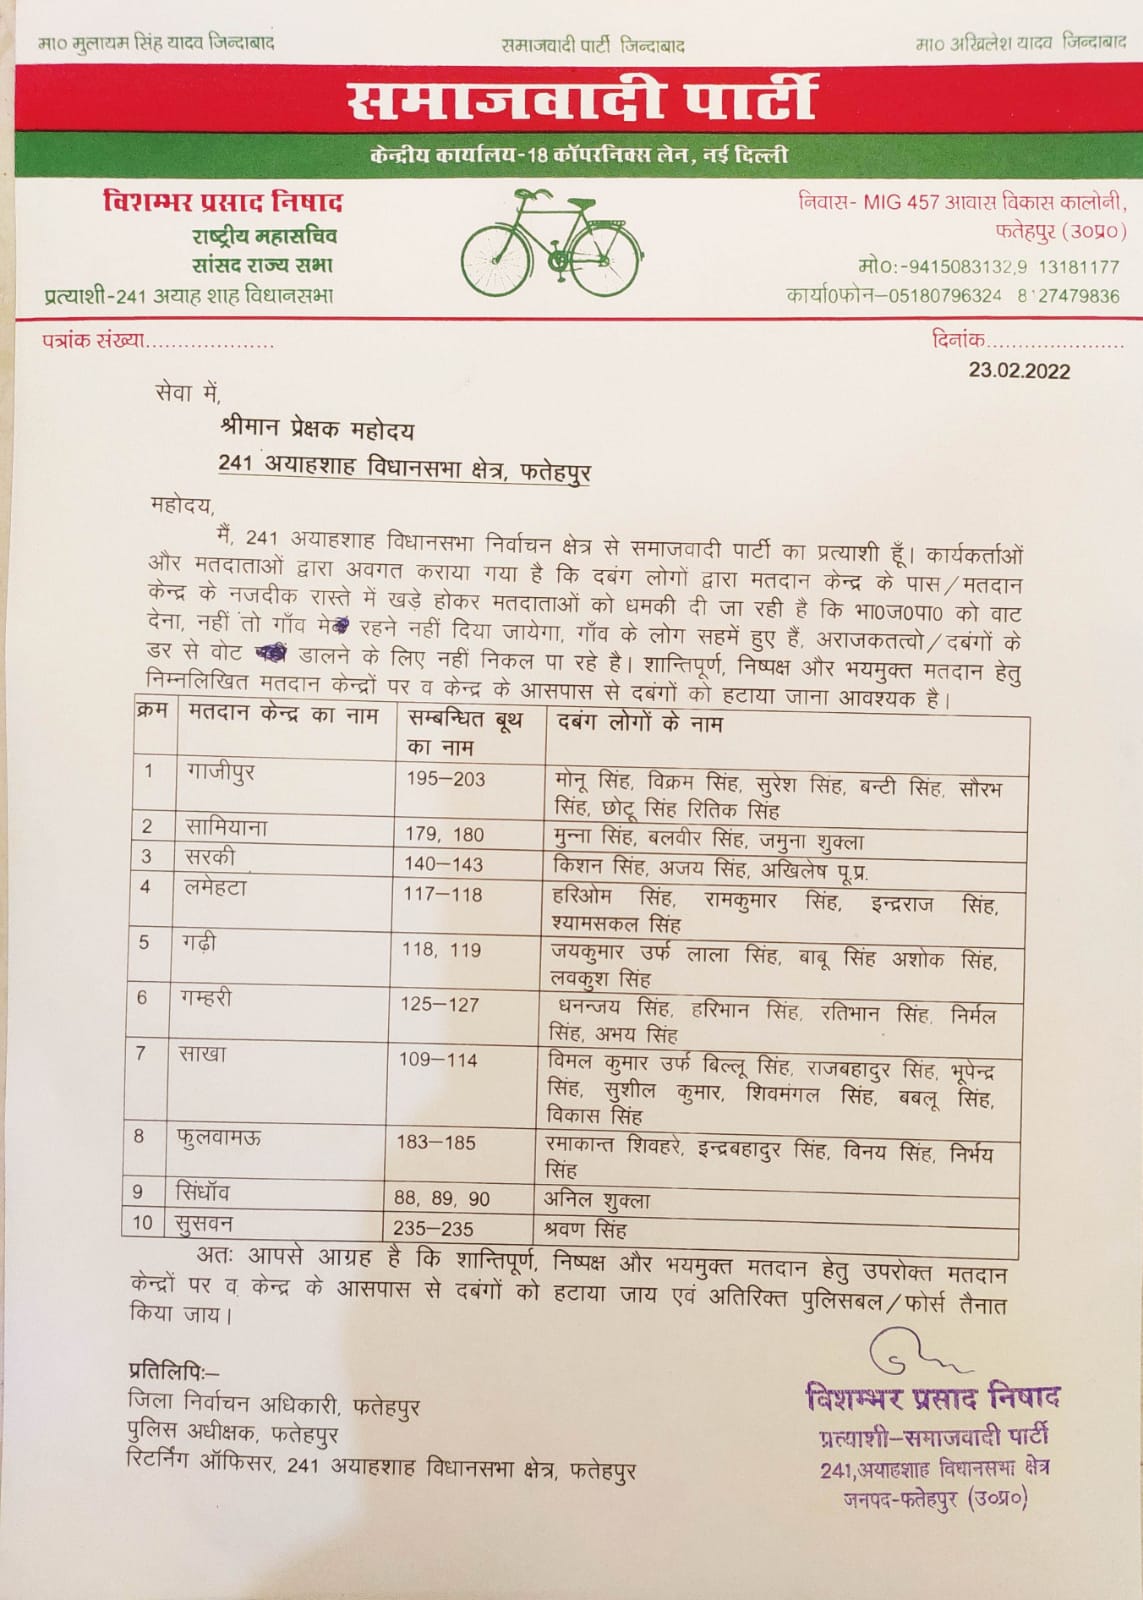 मा० मुलायम सिंह यादव जिन्दाबाद
समाजवादी पार्टी जिन्दाबाद
मा० अखिलेश यादव जिन्दाबाद
समाजवादी पार्टी
केन्द्रीय कार्यालय-18 कॉपरनिक्स लेन, नई दिल्ली
विशम्भर प्रसाद निषाद
राष्ट्रीय महासचिव
सांसद राज्य सभा
प्रत्याशी-241 अयाह शाह विधानसभा
निवास- MIG 457 आवास विकास कालोनी,
फतेहपुर (उ०प्र०)
मो०:-9415083132,9 13181177
कार्या0फोन–05180796324 8127479836
पत्रांक संख्या....................
दिनांक......................
23.02.2022
सेवा में,
श्रीमान प्रेक्षक महोदय
241 अयाहशाह विधानसभा क्षेत्र, फतेहपुर
महोदय,
मैं, 241 अयाहशाह विधानसभा निर्वाचन क्षेत्र से समाजवादी पार्टी का प्रत्याशी हूँ। कार्यकर्ताओं
और मतदाताओं द्वारा अवगत कराया गया है कि दबंग लोगों द्वारा मतदान केन्द्र के पास/मतदान
केन्द्र के नजदीक रास्ते में खड़े होकर मतदाताओं को धमकी दी जा रही है कि भा0ज0पा0 को वाट
देना, नहीं तो गाँव मे रहने नहीं दिया जायेगा, गाँव के लोग सहमें हुए हैं, अराजकतत्वो/दबंगों के
डर से वोट डालने के लिए नहीं निकल पा रहे है। शान्तिपूर्ण, निष्पक्ष और भयमुक्त मतदान हेतु
निम्नलिखित मतदान केन्द्रों पर व केन्द्र के आसपास से दबंगों को हटाया जाना आवश्यक है।
क्रम मतदान केन्द्र का नाम सम्बन्धित बूथ दबंग लोगों के नाम
का नाम
1 गाजीपुर 195–203 मोनू सिंह, विक्रम सिंह, सुरेश सिंह, बन्टी सिंह, सौरभ
सिंह, छोटू सिंह रितिक सिंह
2 सामियाना 179, 180 मुन्ना सिंह, बलवीर सिंह, जमुना शुक्ला
3 सरकी 140–143 किशन सिंह, अजय सिंह, अखिलेष पू.प्र.
4 लमेहटा 117–118 हरिओम सिंह, रामकुमार सिंह, इन्द्रराज सिंह,
श्यामसकल सिंह
5 गढ़ी 118, 119 जयकुमार उर्फ लाला सिंह, बाबू सिंह अशोक सिंह,
लवकुश सिंह
6 गम्हरी 125–127 धनन्जय सिंह, हरिभान सिंह, रतिभान सिंह, निर्मल
सिंह, अभय सिंह
7 साखा 109–114 विमल कुमार उर्फ बिल्लू सिंह, राजबहादुर सिंह, भूपेन्द्र
सिंह, सुशील कुमार, शिवमंगल सिंह, बबलू सिंह,
विकास सिंह
8 फुलवामऊ 183–185 रमाकान्त शिवहरे, इन्द्रबहादुर सिंह, विनय सिंह, निर्भय
सिंह
9 सिंधॉव 88, 89, 90 अनिल शुक्ला
10 सुसवन 235–235 श्रवण सिंह
अतः आपसे आग्रह है कि शान्तिपूर्ण, निष्पक्ष और भयमुक्त मतदान हेतु उपरोक्त मतदान
केन्द्रों पर व केन्द्र के आसपास से दबंगों को हटाया जाय एवं अतिरिक्त पुलिसबल/फोर्स तैनात
किया जाय।
प्रतिलिपिः–
जिला निर्वाचन अधिकारी, फतेहपुर
पुलिस अधीक्षक, फतेहपुर
रिटर्निंग ऑफिसर, 241 अयाहशाह विधानसभा क्षेत्र, फतेहपुर
विशम्भर प्रसाद निषाद
प्रत्याशी–समाजवादी पार्टी
241,अयाहशाह विधानसभा क्षेत्र
जनपद-फतेहपुर (उ०प्र०)